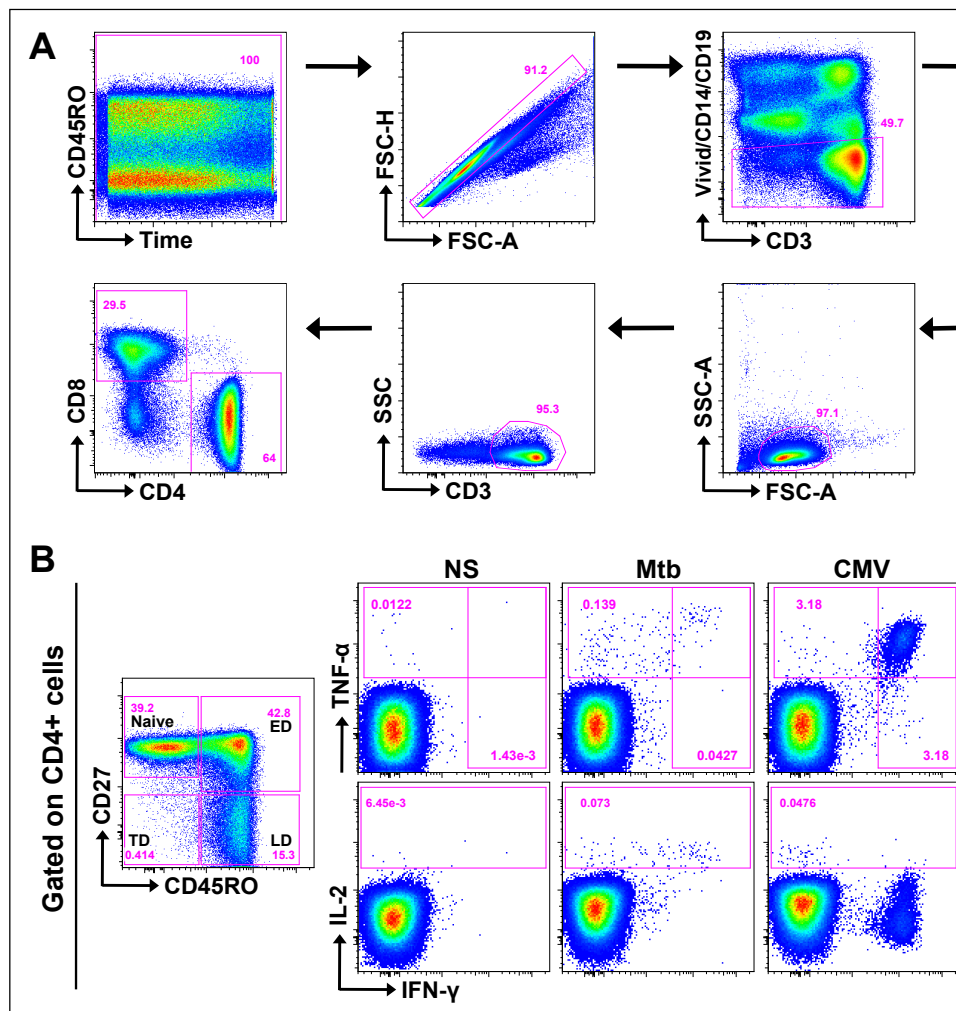 A
100
CD45RO
Time
91.2
FSC-H
FSC-A
49.7
Vivid/CD14/CD19
CD3
29.5
64
CD8
CD4
95.3
SSC
CD3
97.1
SSC-A
FSC-A
B
Gated on CD4+ cells
39.2
Naive
42.8
ED
TD
0.414
LD
15.3
CD27
CD45RO
NS
Mtb
CMV
TNF-α
0.0122
1.43e-3
0.139
0.0427
3.18
3.18
IL-2
6.45e-3
0.073
0.0476
IFN-γ